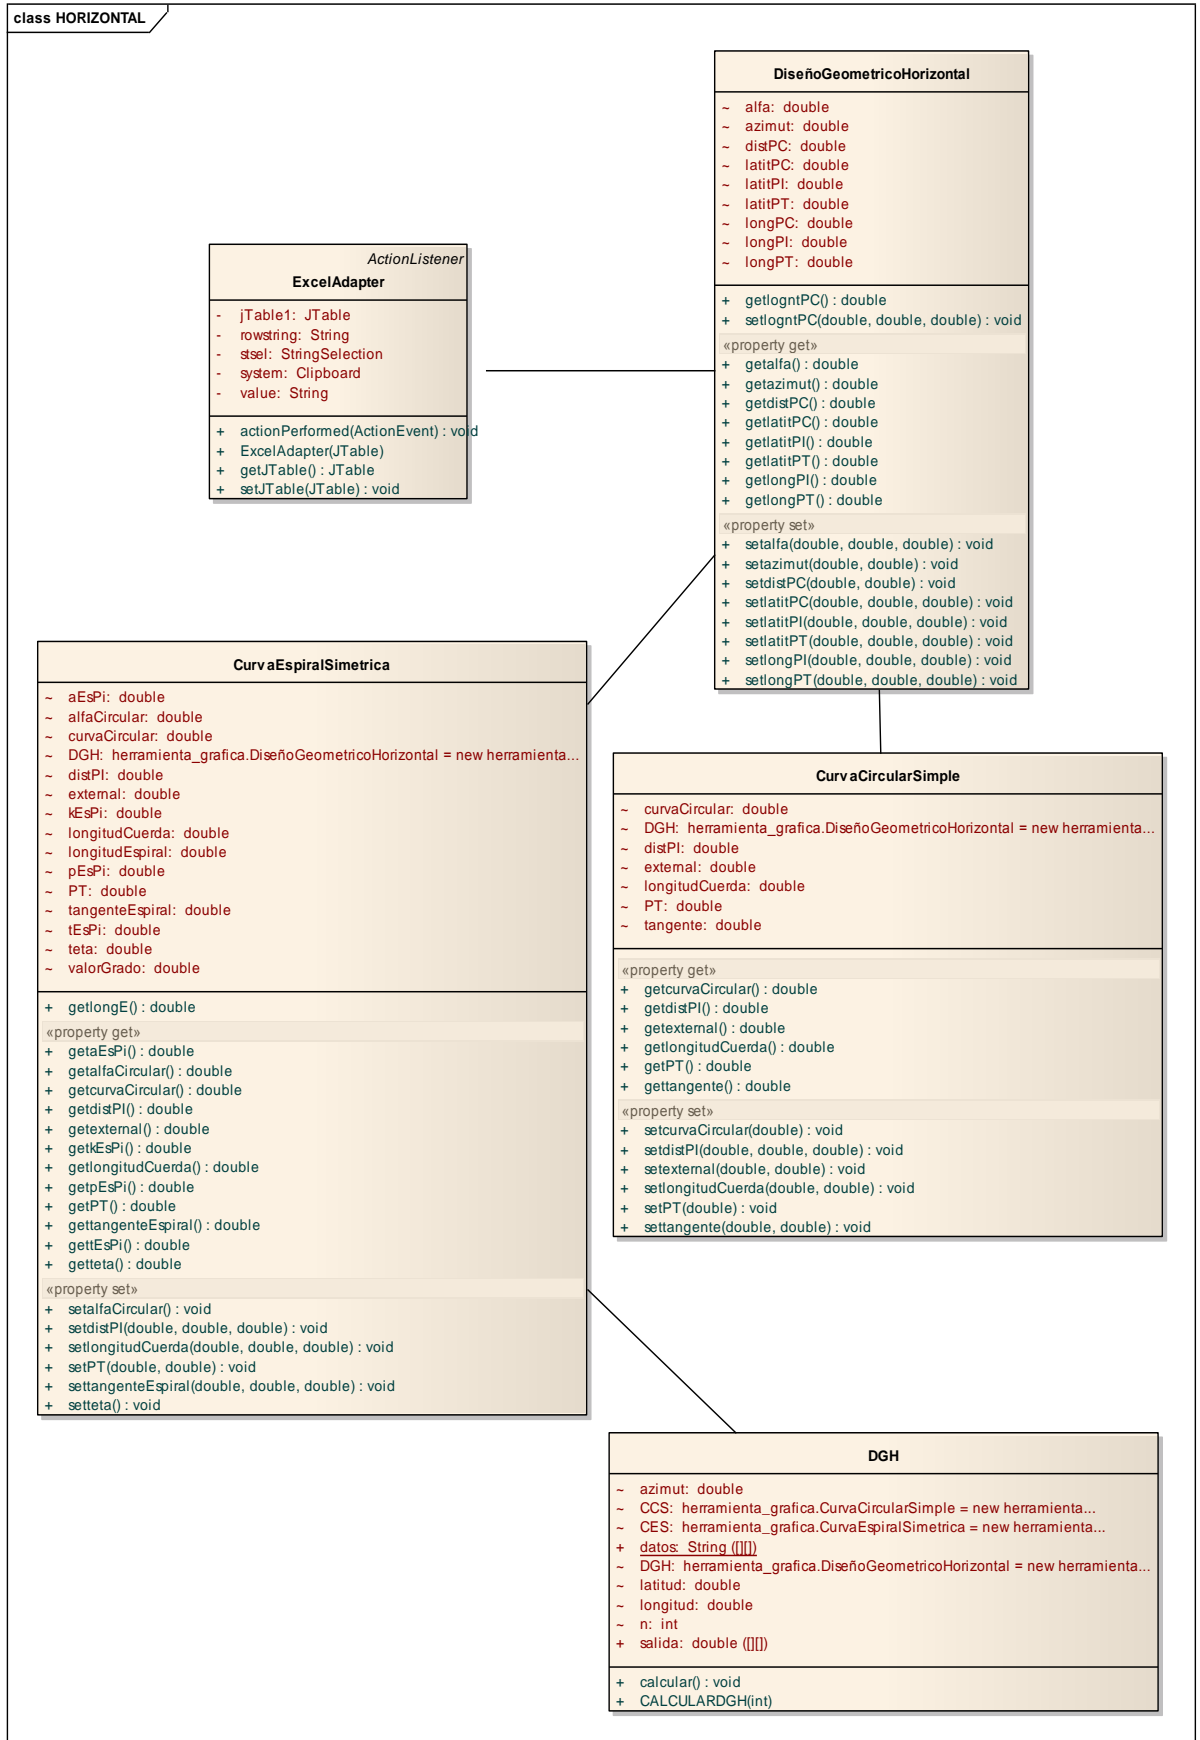 class HORIZONTAL
DiseñoGeometricoHorizontal
~ alfa: double
~ azimut: double
~ distPC: double
~ latitPC: double
~ latitPI: double
~ latitPT: double
~ longPC: double
~ longPI: double
~ longPT: double
+ getlogntPC() : double
+ setlogntPC(double, double, double) : void
«property get»
+ getalfa() : double
+ getazimut() : double
+ getdistPC() : double
+ getlatitPC() : double
+ getlatitPI() : double
+ getlatitPT() : double
+ getlongPI() : double
+ getlongPT() : double
«property set»
+ setalfa(double, double, double) : void
+ setazimut(double, double) : void
+ setdistPC(double, double) : void
+ setlatitPC(double, double, double) : void
+ setlatitPI(double, double, double) : void
+ setlatitPT(double, double, double) : void
+ setlongPI(double, double, double) : void
+ setlongPT(double, double, double) : void
ActionListener
ExcelAdapter
- jTable1: JTable
- rowstring: String
- stsel: StringSelection
- system: Clipboard
- value: String
+ actionPerformed(ActionEvent) : void
+ ExcelAdapter(JTable)
+ getJTable() : JTable
+ setJTable(JTable) : void
CurvaEspiralSimetrica
~ aEsPi: double
~ alfaCircular: double
~ curvaCircular: double
~ DGH: herramienta_grafica.DiseñoGeometricoHorizontal = new herramienta...
~ distPI: double
~ external: double
~ kEsPi: double
~ longitudCuerda: double
~ longitudEspiral: double
~ pEsPi: double
~ PT: double
~ tangenteEspiral: double
~ tEsPi: double
~ teta: double
~ valorGrado: double
+ getlongE() : double
«property get»
+ getaEsPi() : double
+ getalfaCircular() : double
+ getcurvaCircular() : double
+ getdistPI() : double
+ getexternal() : double
+ getkEsPi() : double
+ getlongitudCuerda() : double
+ getpEsPi() : double
+ getPT() : double
+ gettangenteEspiral() : double
+ gettEsPi() : double
+ getteta() : double
«property set»
+ setalfaCircular() : void
+ setdistPI(double, double, double) : void
+ setlongitudCuerda(double, double, double) : void
+ setPT(double, double) : void
+ settangenteEspiral(double, double, double) : void
+ setteta() : void
CurvaCircularSimple
~ curvaCircular: double
~ DGH: herramienta_grafica.DiseñoGeometricoHorizontal = new herramienta...
~ distPI: double
~ external: double
~ longitudCuerda: double
~ PT: double
~ tangente: double
«property get»
+ getcurvaCircular() : double
+ getdistPI() : double
+ getexternal() : double
+ getlongitudCuerda() : double
+ getPT() : double
+ gettangente() : double
«property set»
+ setcurvaCircular(double) : void
+ setdistPI(double, double, double) : void
+ setexternal(double, double) : void
+ setlongitudCuerda(double, double) : void
+ setPT(double) : void
+ settangente(double, double) : void
DGH
~ azimut: double
~ CCS: herramienta_grafica.CurvaCircularSimple = new herramienta...
~ CES: herramienta_grafica.CurvaEspiralSimetrica = new herramienta...
+ datos: String ([][])
~ DGH: herramienta_grafica.DiseñoGeometricoHorizontal = new herramienta...
~ latitud: double
~ longitud: double
~ n: int
+ salida: double ([][])
+ calcular() : void
+ CALCULARDGH(int)